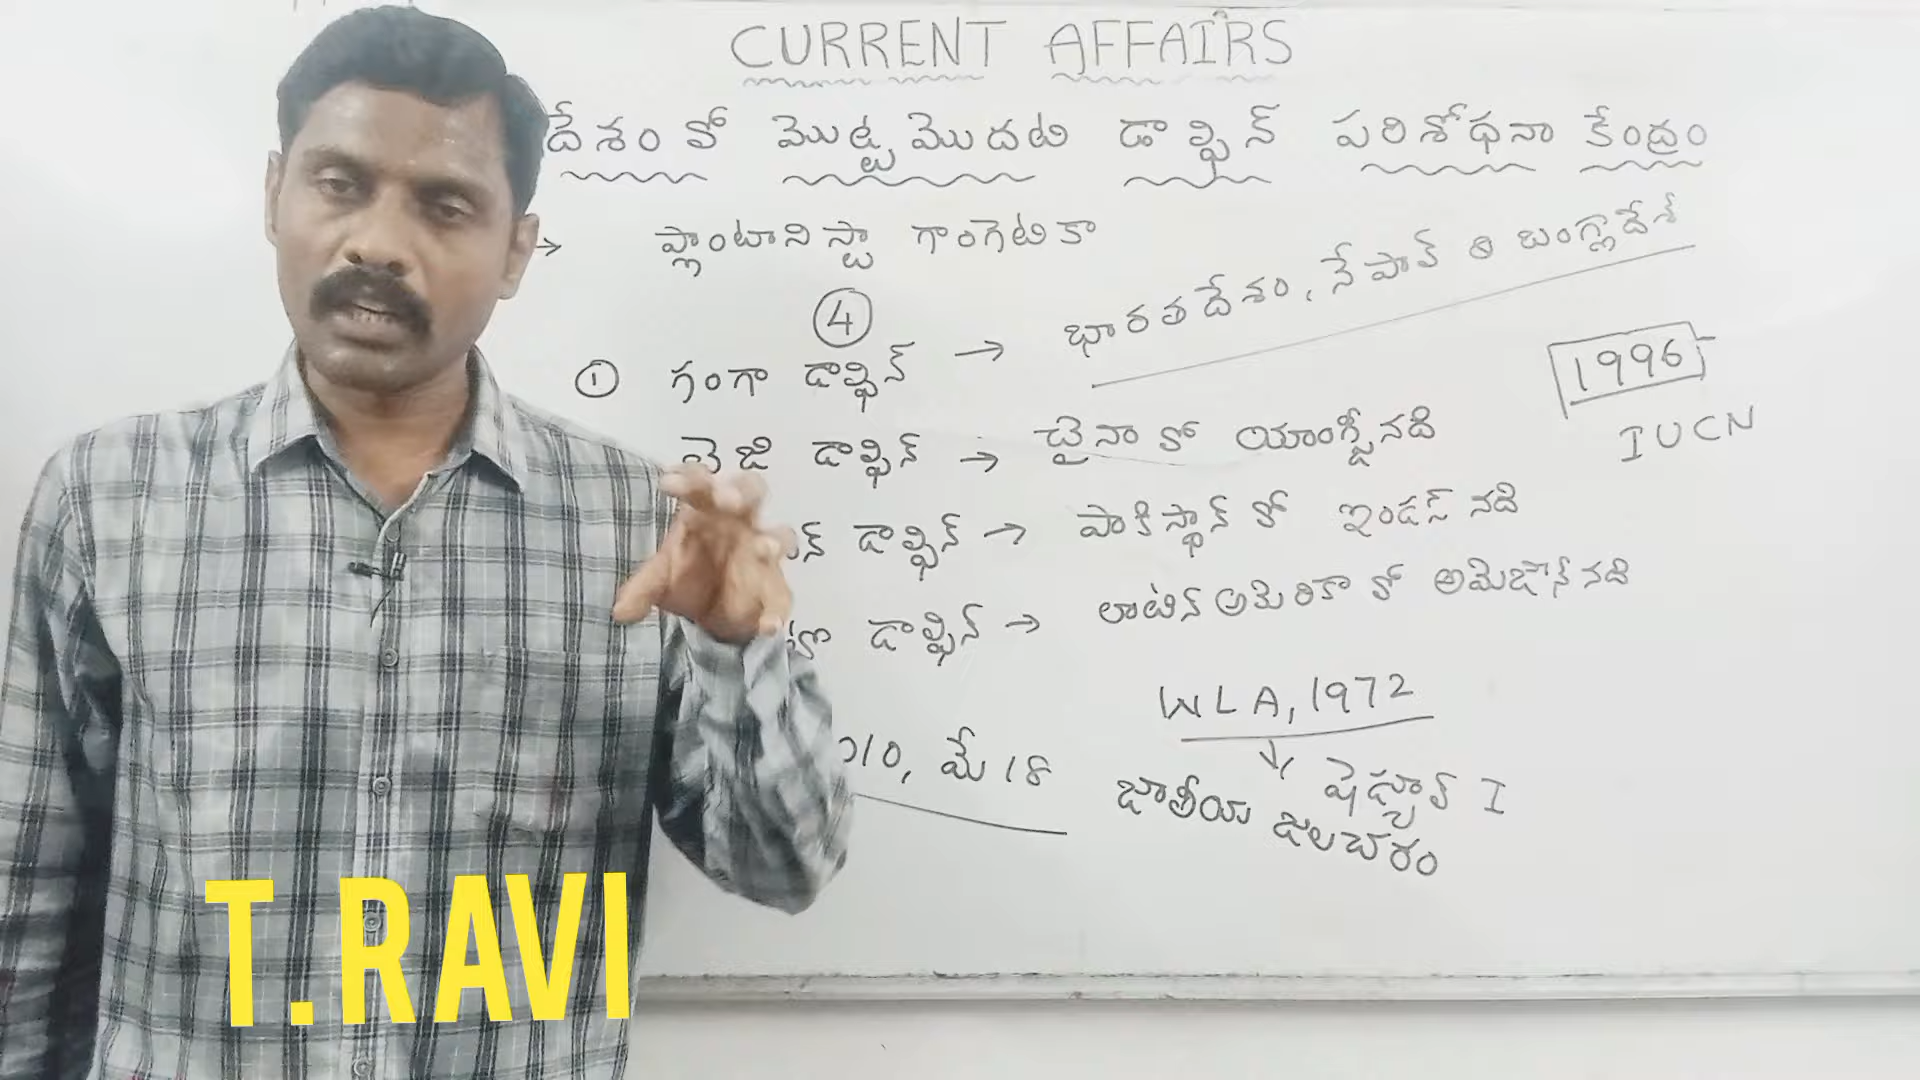 CURRENT AFFAIRS
దేశం లో మొట్టమొదటి డాల్ఫిన్ పరిశోధనా కేంద్రం
→ ప్లాంటానిస్టా గాంగెటికా
④
① గంగా డాల్ఫిన్ → భారతదేశం, నేపాల్ & బంగ్లాదేశ్
1996
IUCN
డాల్ఫిన్ → చైనా లో యాంగ్జీనది
డాల్ఫిన్ → పాకిస్థాన్ లో ఇండస్ నది
డాల్ఫిన్ → లాటిన్ అమెరికా లో అమెజాన్ నది
WLA, 1972
షెడ్యూల్ I
మే 18 జాతీయ జలచరం
T. RAVI